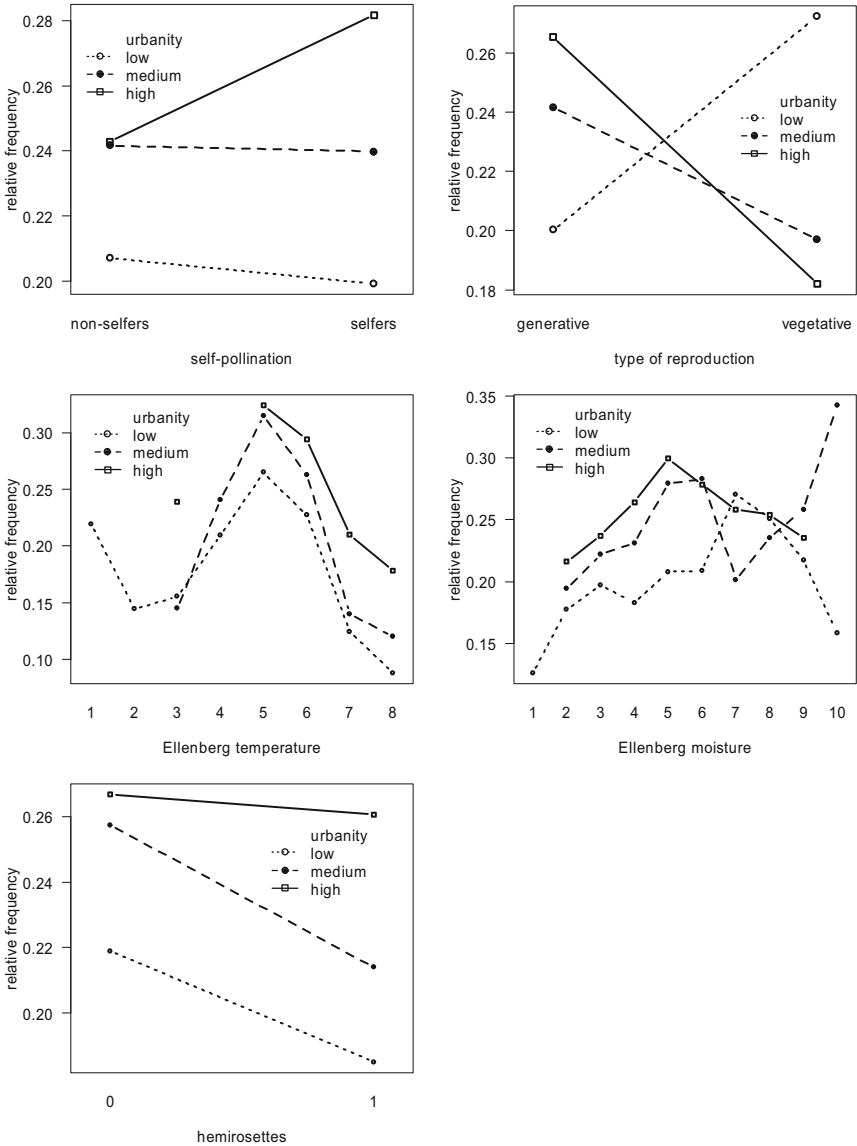 0.28
0.26
0.24
0.22
0.20
relative frequency
urbanity
low
medium
high
non-selfers selfers
self-pollination
0.26
0.24
0.22
0.20
0.18
relative frequency
urbanity
low
medium
high
generative vegetative
type of reproduction
0.30
0.25
0.20
0.15
0.10
relative frequency
urbanity
low
medium
high
1 2 3 4 5 6 7 8
Ellenberg temperature
0.35
0.30
0.25
0.20
0.15
relative frequency
urbanity
low
medium
high
1 2 3 4 5 6 7 8 9 10
Ellenberg moisture
0.26
0.24
0.22
0.20
relative frequency
urbanity
low
medium
high
0 1
hemirosettes